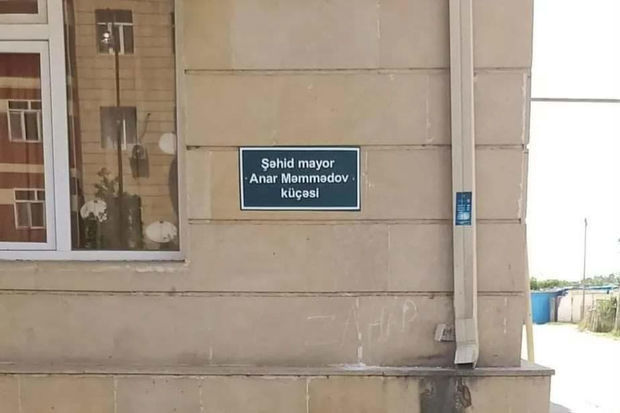 Şəhid mayor
Anar Məmmədov
küçəsi